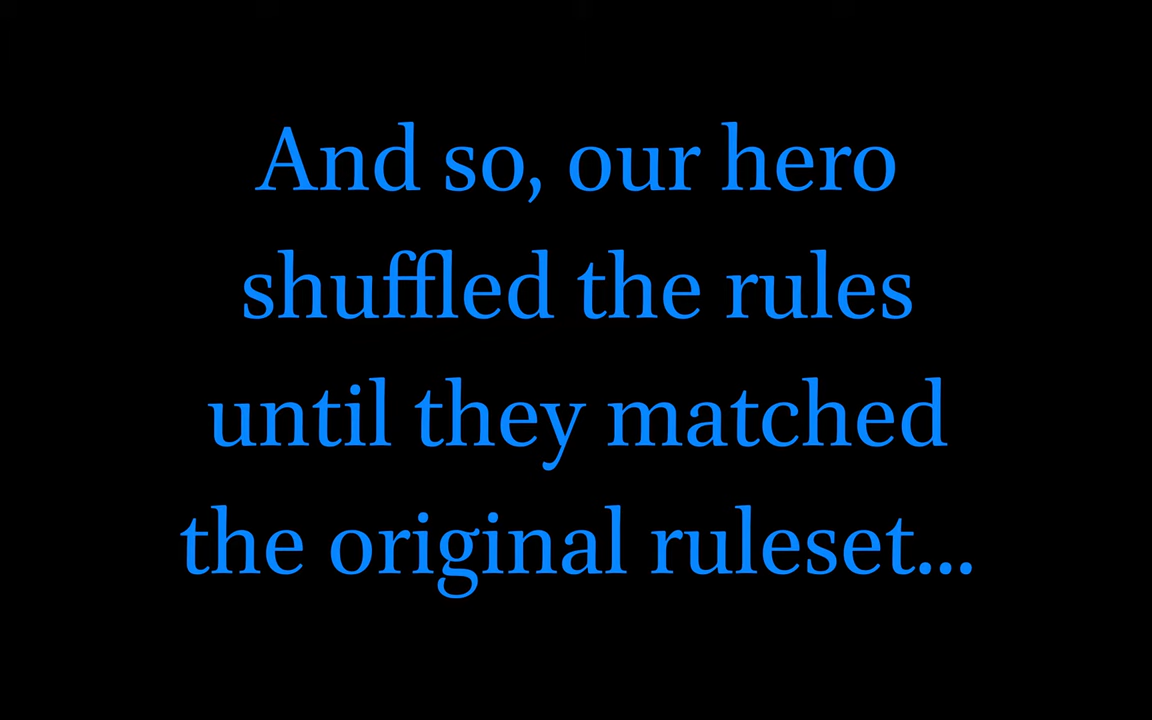 And so, our hero
shuffled the rules
until they matched
the original ruleset...